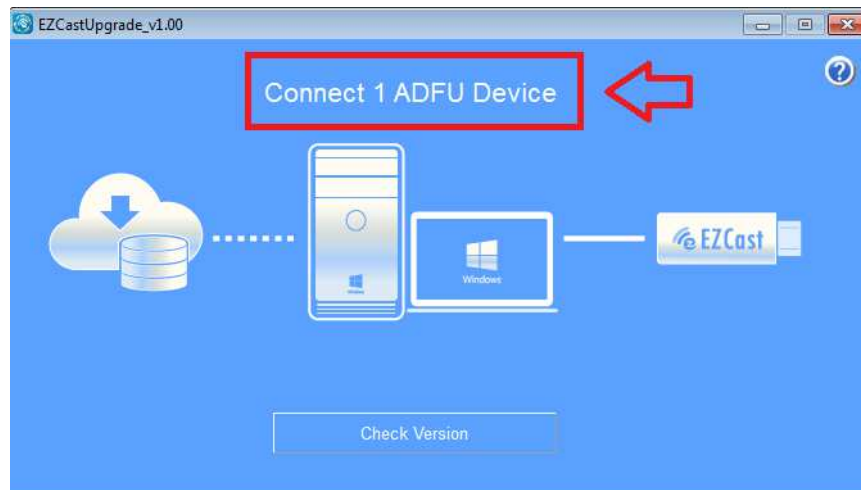 EZCastUpgrade_v1.00
?
Connect 1 ADFU Device
Windows
EZCast
Check Version